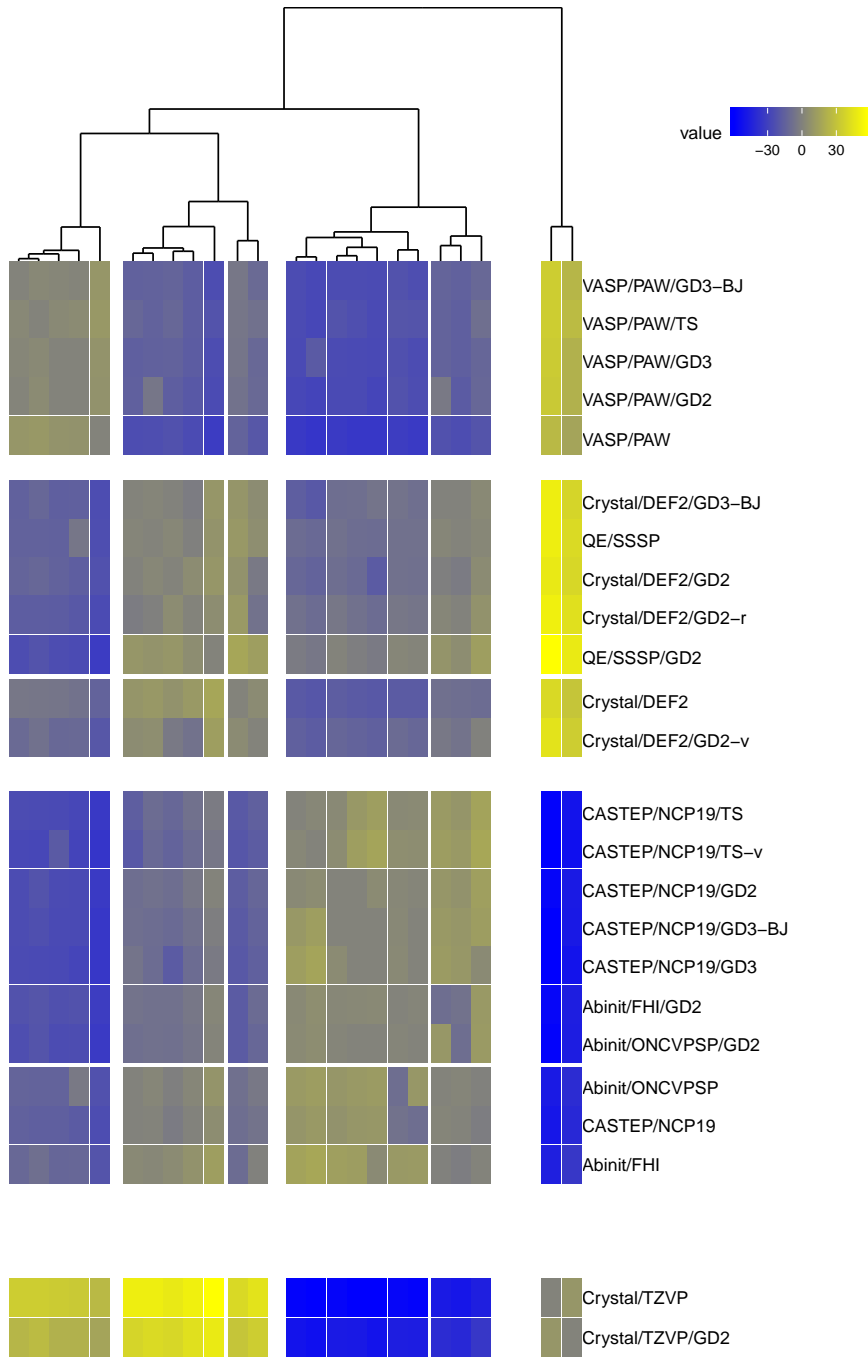 value
−30 0 30
VASP/PAW/GD3−BJ
VASP/PAW/TS
VASP/PAW/GD3
VASP/PAW/GD2
VASP/PAW
Crystal/DEF2/GD3−BJ
QE/SSSP
Crystal/DEF2/GD2
Crystal/DEF2/GD2−r
QE/SSSP/GD2
Crystal/DEF2
Crystal/DEF2/GD2−v
CASTEP/NCP19/TS
CASTEP/NCP19/TS−v
CASTEP/NCP19/GD2
CASTEP/NCP19/GD3−BJ
CASTEP/NCP19/GD3
Abinit/FHI/GD2
Abinit/ONCVPSP/GD2
Abinit/ONCVPSP
CASTEP/NCP19
Abinit/FHI
Crystal/TZVP
Crystal/TZVP/GD2